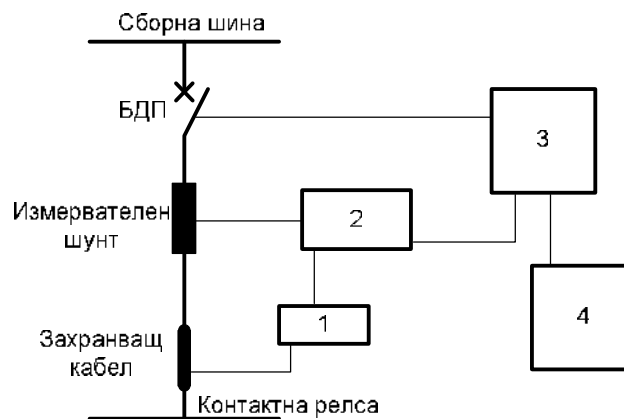 Сборна шина
БДП
3
Измервателен
шунт
2
1
4
Захранващ
кабел
Контактна релса